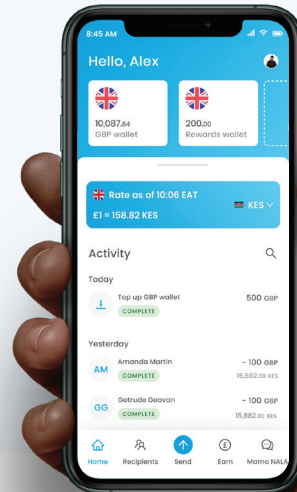 8:45 AM
Hello, Alex
10,087.64
GBP wallet
200.00
Rewards wallet
Rate as of 10:06 EAT
£1 = 158.82 KES
KES
Activity
Today
Top up GBP wallet
500 GBP
COMPLETE
Yesterday
AM
Amanda Martin
- 100 GBP
COMPLETE
15,882.00 KES
GG
Getrude Geovan
- 100 GBP
COMPLETE
15,882.00 KES
Home
Recipients
Send
£
Earn
Mama NALA